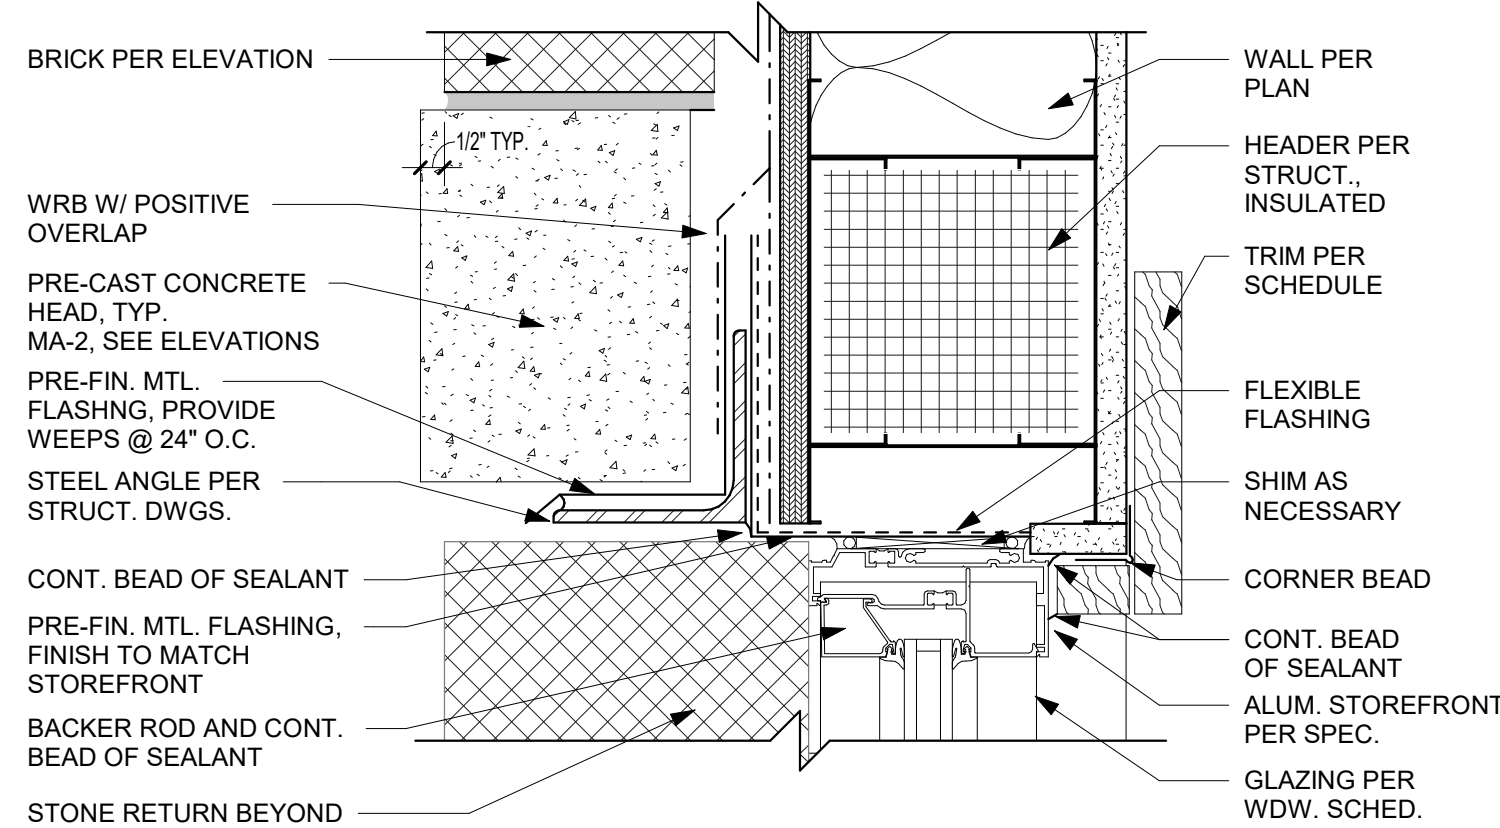 BRICK PER ELEVATION
1/2" TYP.
WRB W/ POSITIVE
OVERLAP
PRE-CAST CONCRETE
HEAD, TYP.
MA-2, SEE ELEVATIONS
PRE-FIN. MTL.
FLASHNG, PROVIDE
WEEPS @ 24" O.C.
STEEL ANGLE PER
STRUCT. DWGS.
CONT. BEAD OF SEALANT
PRE-FIN. MTL. FLASHING,
FINISH TO MATCH
STOREFRONT
BACKER ROD AND CONT.
BEAD OF SEALANT
STONE RETURN BEYOND
WALL PER
PLAN
HEADER PER
STRUCT.,
INSULATED
TRIM PER
SCHEDULE
FLEXIBLE
FLASHING
SHIM AS
NECESSARY
CORNER BEAD
CONT. BEAD
OF SEALANT
ALUM. STOREFRONT
PER SPEC.
GLAZING PER
WDW. SCHED.